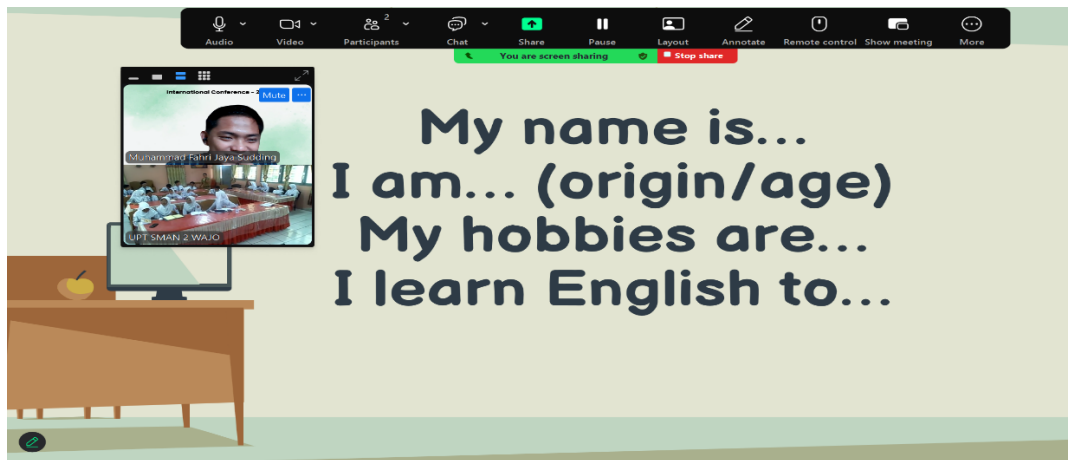 2
Audio Video Participants Chat Share Pause Layout Annotate Remote control Show meeting More
You are screen sharing Stop share
International Conference - 2
Mute
Muhammad Fahri Jaya Sudding
UPT SMAN 2 WAJO
My name is...
I am... (origin/age)
My hobbies are...
I learn English to...